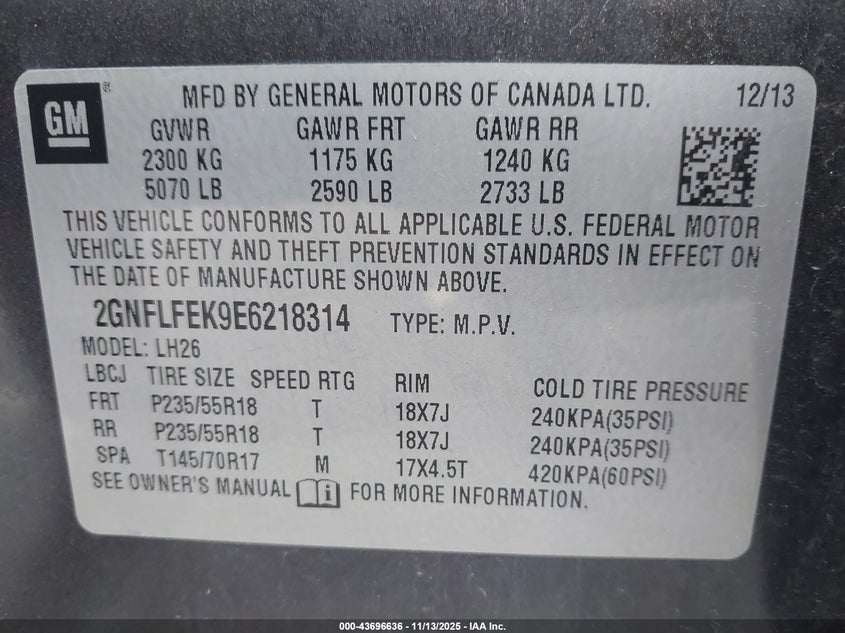 GM ® MFD BY GENERAL MOTORS OF CANADA LTD. 12/13
GVWR GAWR FRT GAWR RR
2300 KG 1175 KG 1240 KG
5070 LB 2590 LB 2733 LB
THIS VEHICLE CONFORMS TO ALL APPLICABLE U.S. FEDERAL MOTOR
VEHICLE SAFETY AND THEFT PREVENTION STANDARDS IN EFFECT ON
THE DATE OF MANUFACTURE SHOWN ABOVE.
2GNFLFEK9E6218314 TYPE: M.P.V.
MODEL: LH26
LBCJ TIRE SIZE SPEED RTG RIM COLD TIRE PRESSURE
FRT P235/55R18 T 18X7J 240KPA(35PSI)
RR P235/55R18 T 18X7J 240KPA(35PSI)
SPA T145/70R17 M 17X4.5T 420KPA(60PSI)
SEE OWNER'S MANUAL i FOR MORE INFORMATION.
000-43696636 - 11/13/2025 - IAA Inc.